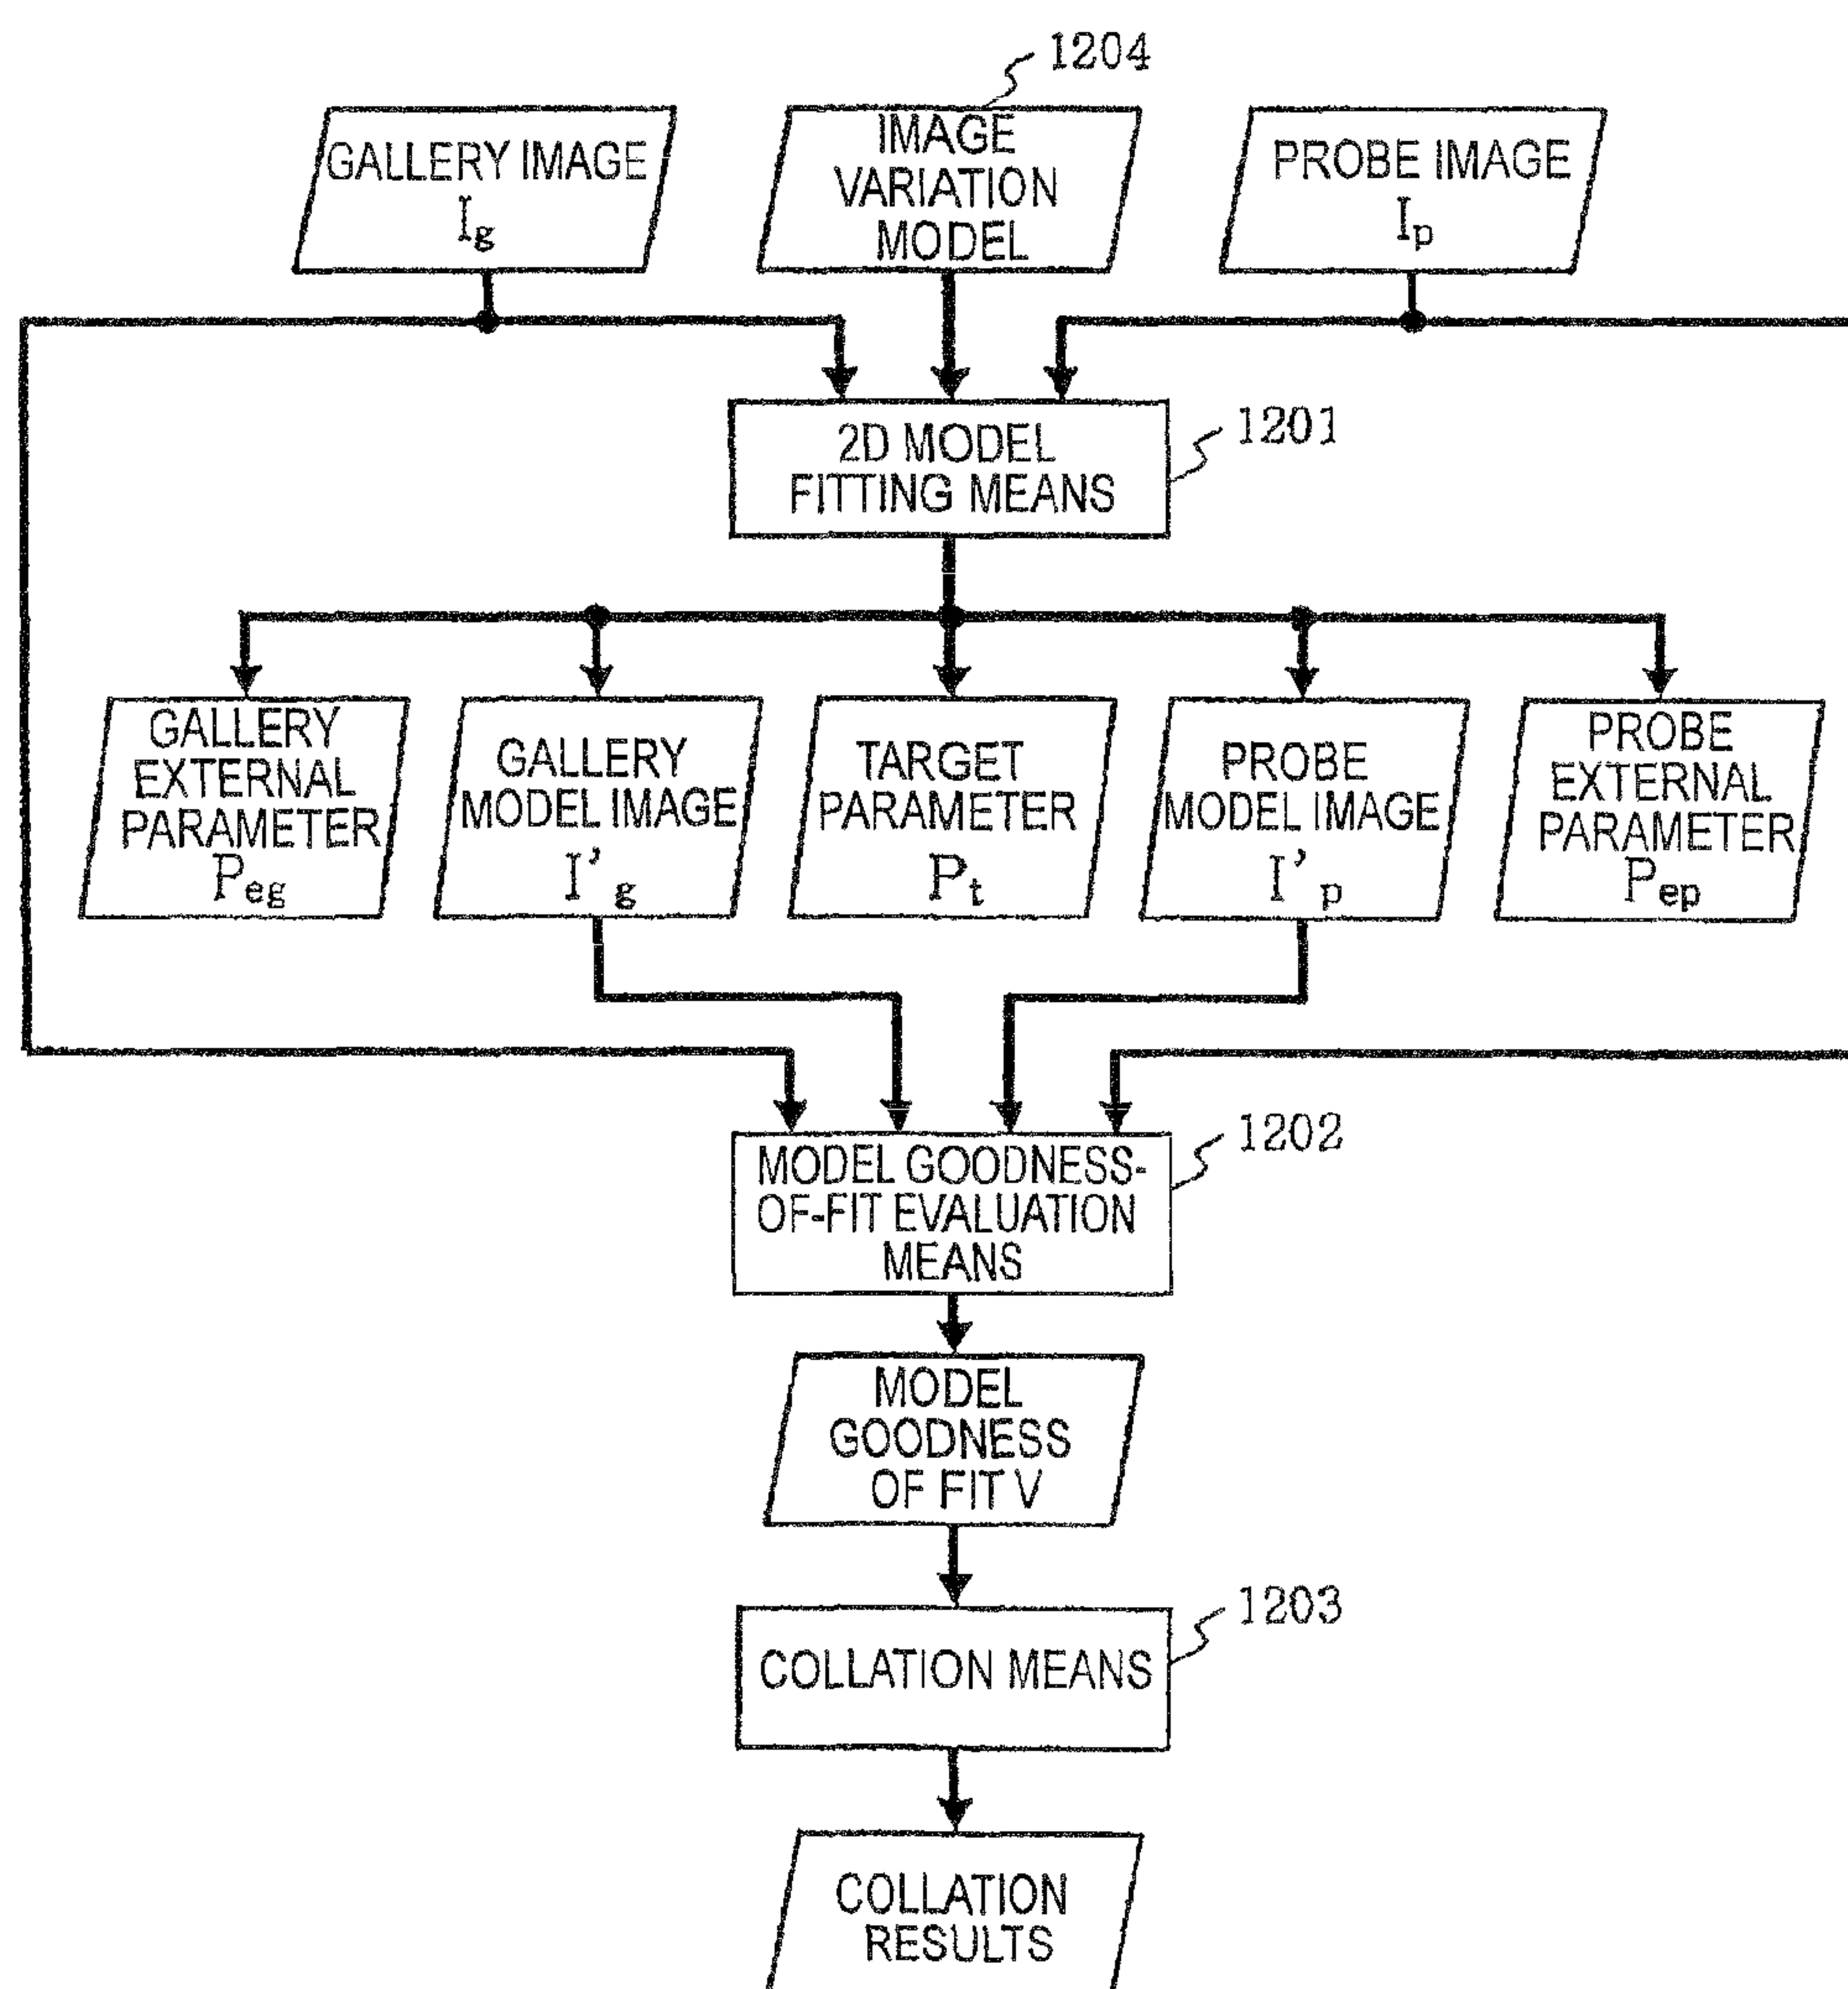 1204
GALLERY IMAGE
Ig
IMAGE
VARIATION
MODEL
PROBE IMAGE
Ip
2D MODEL
FITTING MEANS
1201
GALLERY
EXTERNAL
PARAMETER
Peg
GALLERY
MODEL IMAGE
I'g
TARGET
PARAMETER
Pt
PROBE
MODEL IMAGE
I'p
PROBE
EXTERNAL
PARAMETER
Pep
MODEL GOODNESS-
OF-FIT EVALUATION
MEANS
1202
MODEL
GOODNESS
OF FIT V
COLLATION MEANS
1203
COLLATION
RESULTS